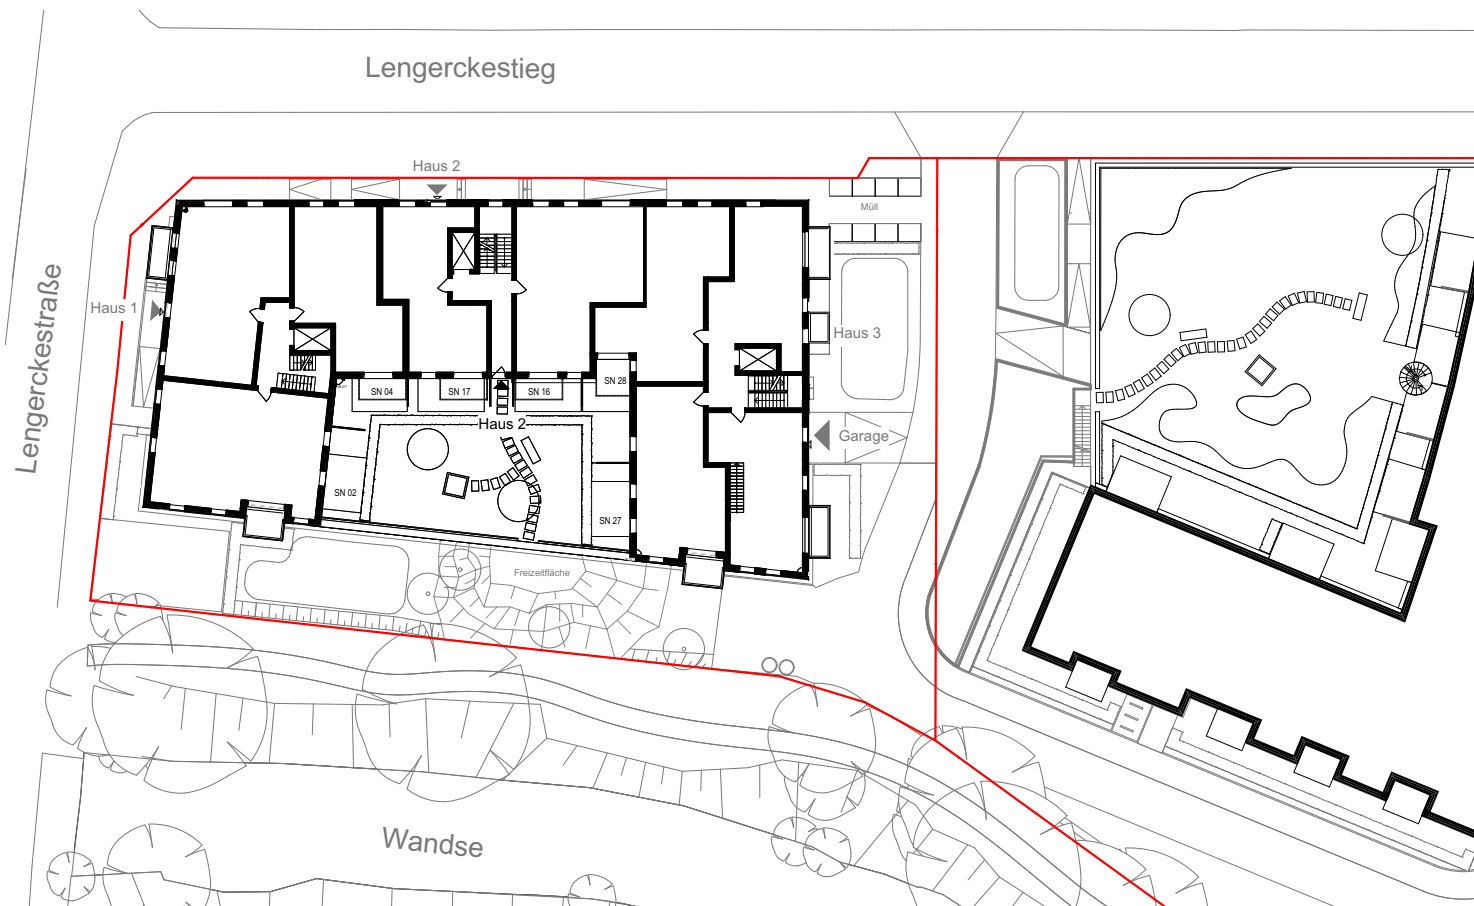 Lengerckestieg
Haus 2
Müll
Lengerckestraße
Haus 1
Haus 3
SN 28
SN 04
SN 17
SN 16
Haus 2
Garage
SN 02
SN 27
Freizeitfläche
Wandse